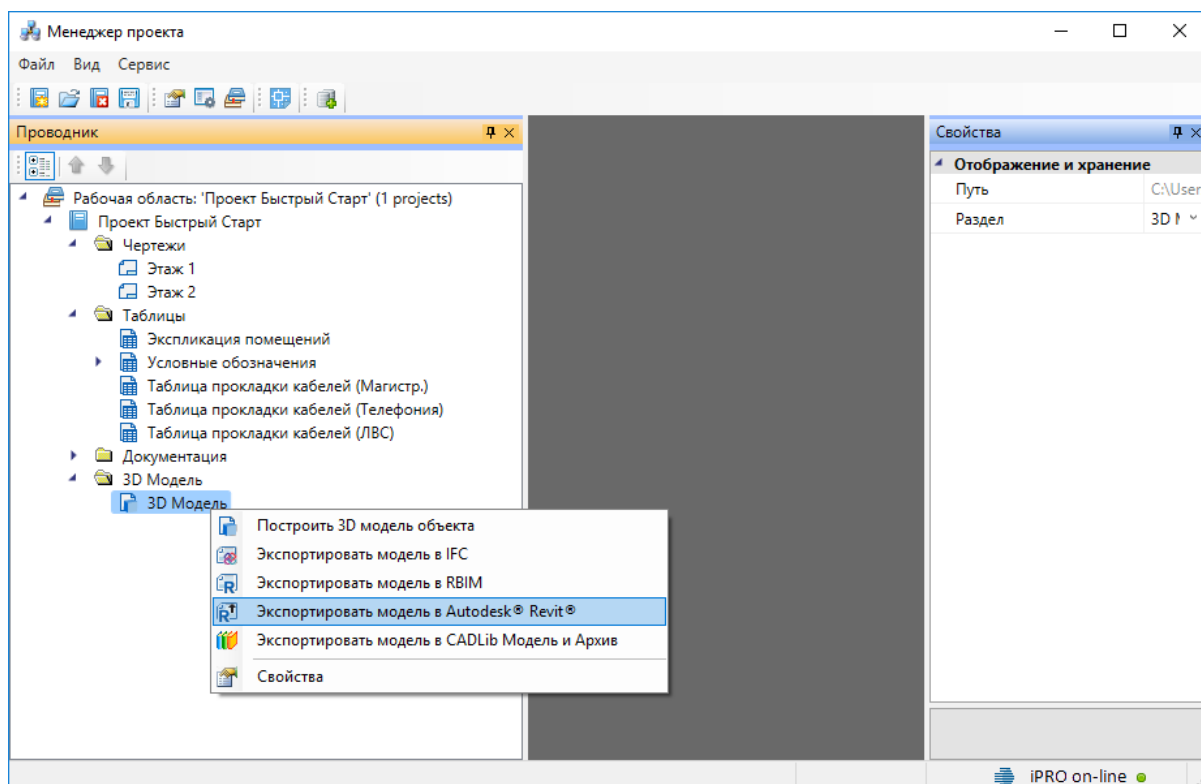 Менеджер проекта
Файл Вид Сервис
Проводник
Рабочая область: 'Проект Быстрый Старт' (1 projects)
Проект Быстрый Старт
Чертежи
Этаж 1
Этаж 2
Таблицы
Экспликация помещений
Условные обозначения
Таблица прокладки кабелей (Магистр.)
Таблица прокладки кабелей (Телефония)
Таблица прокладки кабелей (ЛВС)
Документация
3D Модель
3D Модель
Построить 3D модель объекта
Экспортировать модель в IFC
Экспортировать модель в RBIM
Экспортировать модель в Autodesk® Revit®
Экспортировать модель в CADLib Модель и Архив
Свойства
Свойства
Отображение и хранение
Путь C:\User
Раздел 3D
iPRO on-line